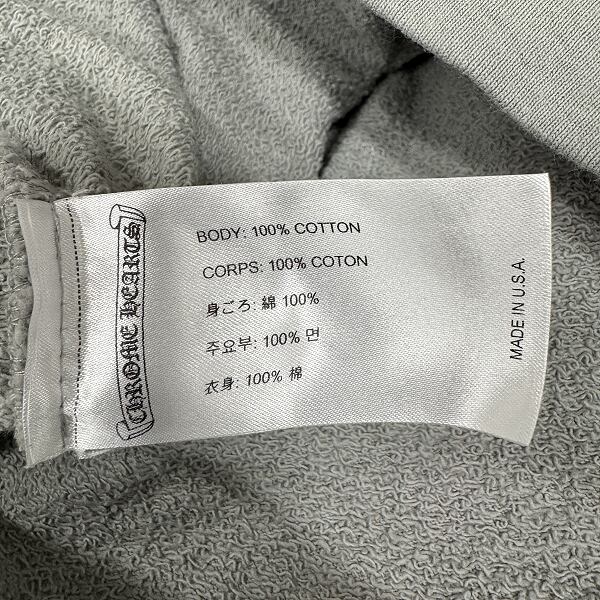 CHROME HEARTS
BODY: 100% COTTON
CORPS: 100% COTON
身ごろ: 綿 100%
주요부: 100% 면
衣身: 100% 棉
MADE IN U.S.A.